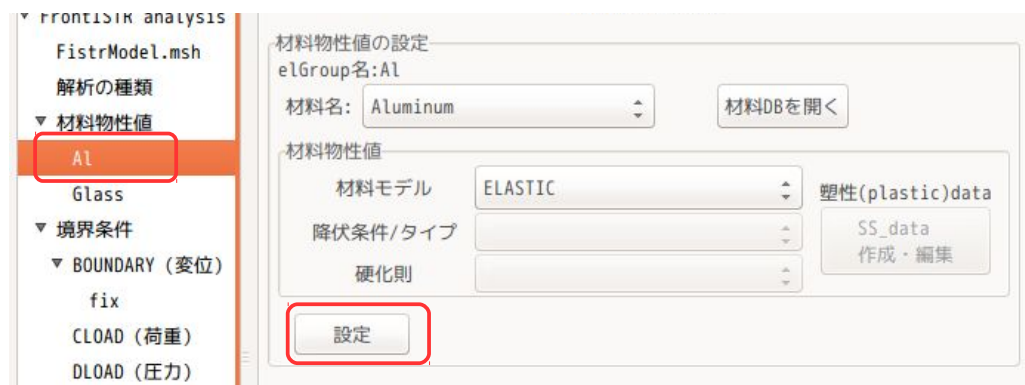 ▼ FrontISTR analysis
FistrModel.msh
解析の種類
▼ 材料物性値
Al
Glass
▼ 境界条件
▼ BOUNDARY (変位)
fix
CLOAD (荷重)
DLOAD (圧力)
材料物性値の設定
elGroup名:Al
材料名: Aluminum 材料DBを開く
材料物性値
材料モデル ELASTIC 塑性(plastic)data
降伏条件/タイプ SS_data
作成・編集
硬化則
設定